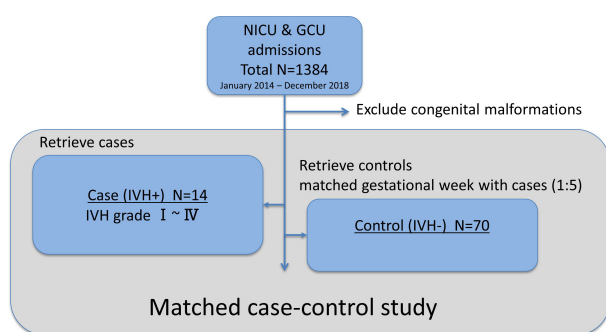 NICU & GCU
admissions
Total N=1384
January 2014 – December 2018
Exclude congenital malformations
Retrieve cases
Case (IVH+) N=14
IVH grade Ⅰ ~ Ⅳ
Retrieve controls
matched gestational week with cases (1:5)
Control (IVH-) N=70
Matched case-control study